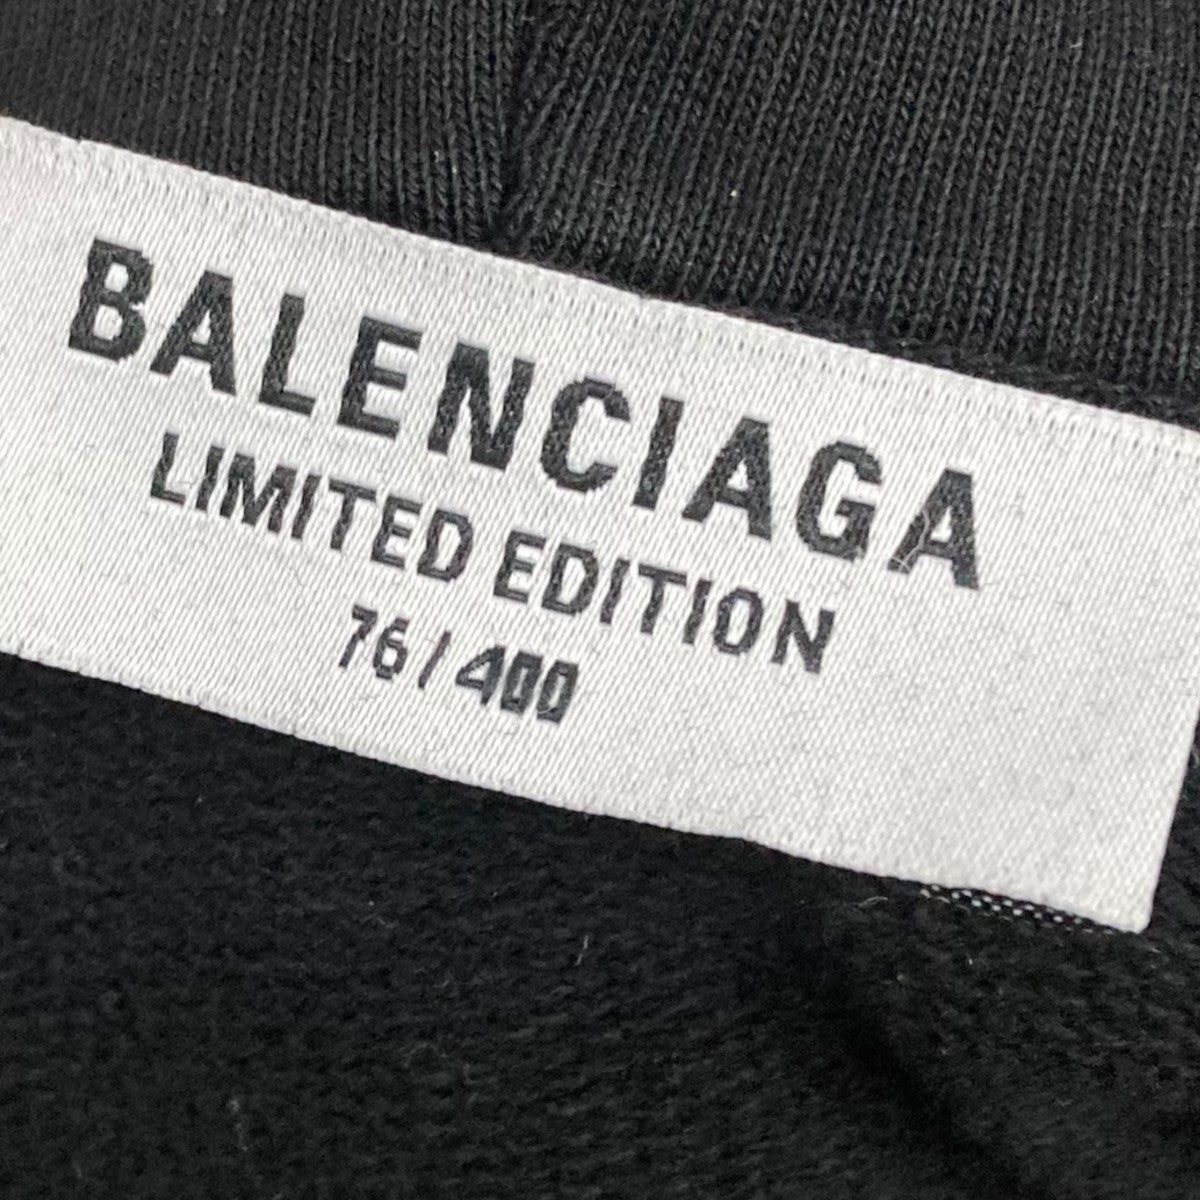 BALENCIAGA
LIMITED EDITION
76/400